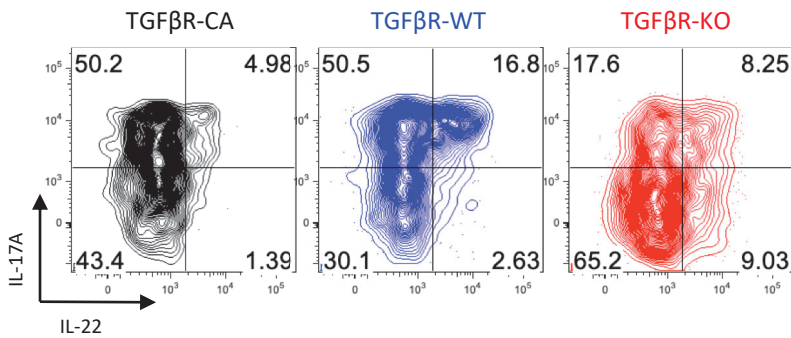 TGFβR-CA TGFβR-WT TGFβR-KO
50.2 4.98 50.5 16.8 17.6 8.25
10⁵ 10⁵ 10⁵
10⁴ 10⁴ 10⁴
10³ 10³ 10³
0 0 0
43.4 1.39 30.1 2.63 65.2 9.03
0 10³ 10⁴ 10⁵ 0 10³ 10⁴ 10⁵ 0 10³ 10⁴ 10⁵
IL-17A
IL-22